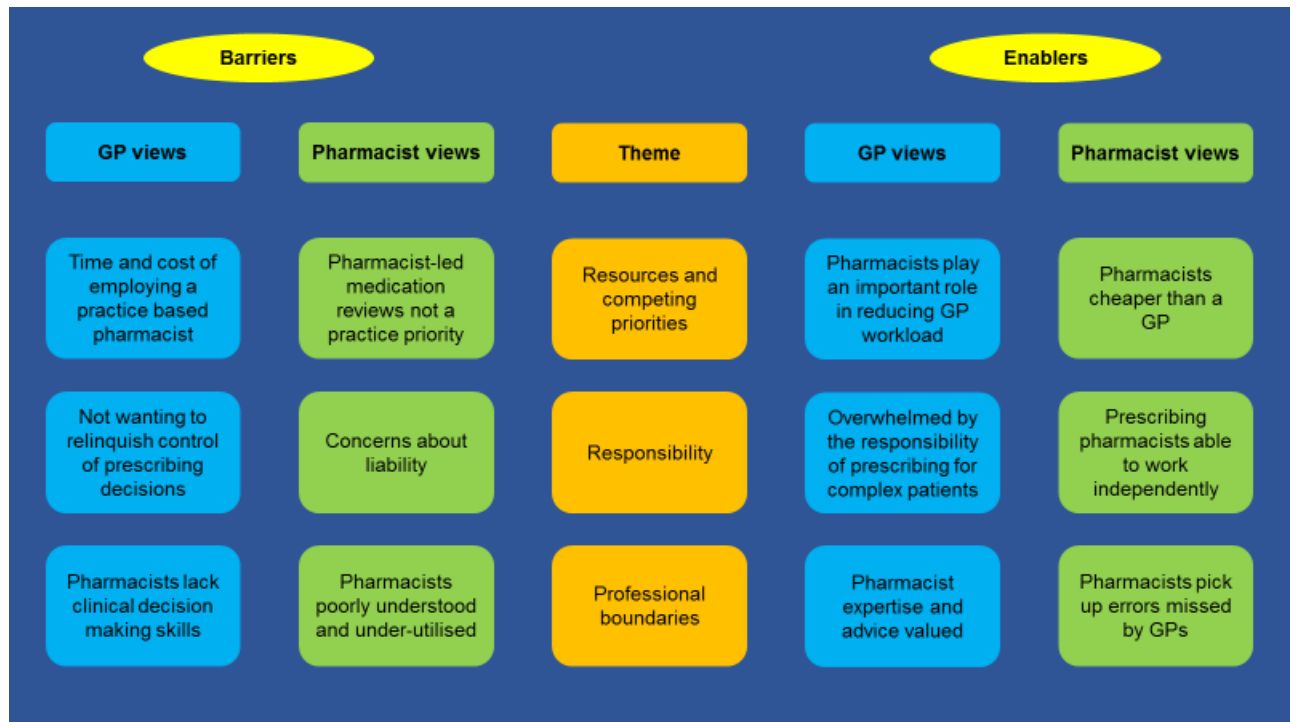 Barriers
Enablers
GP views
Pharmacist views
Theme
GP views
Pharmacist views
Time and cost of
employing a
practice based
pharmacist
Pharmacist-led
medication
reviews not a
practice priority
Resources and
competing
priorities
Pharmacists play
an important role
in reducing GP
workload
Pharmacists
cheaper than a
GP
Not wanting to
relinquish control
of prescribing
decisions
Concerns about
liability
Responsibility
Overwhelmed by
the responsibility
of prescribing for
complex patients
Prescribing
pharmacists able
to work
independently
Pharmacists lack
clinical decision
making skills
Pharmacists
poorly understood
and under-utilised
Professional
boundaries
Pharmacist
expertise and
advice valued
Pharmacists pick
up errors missed
by GPs